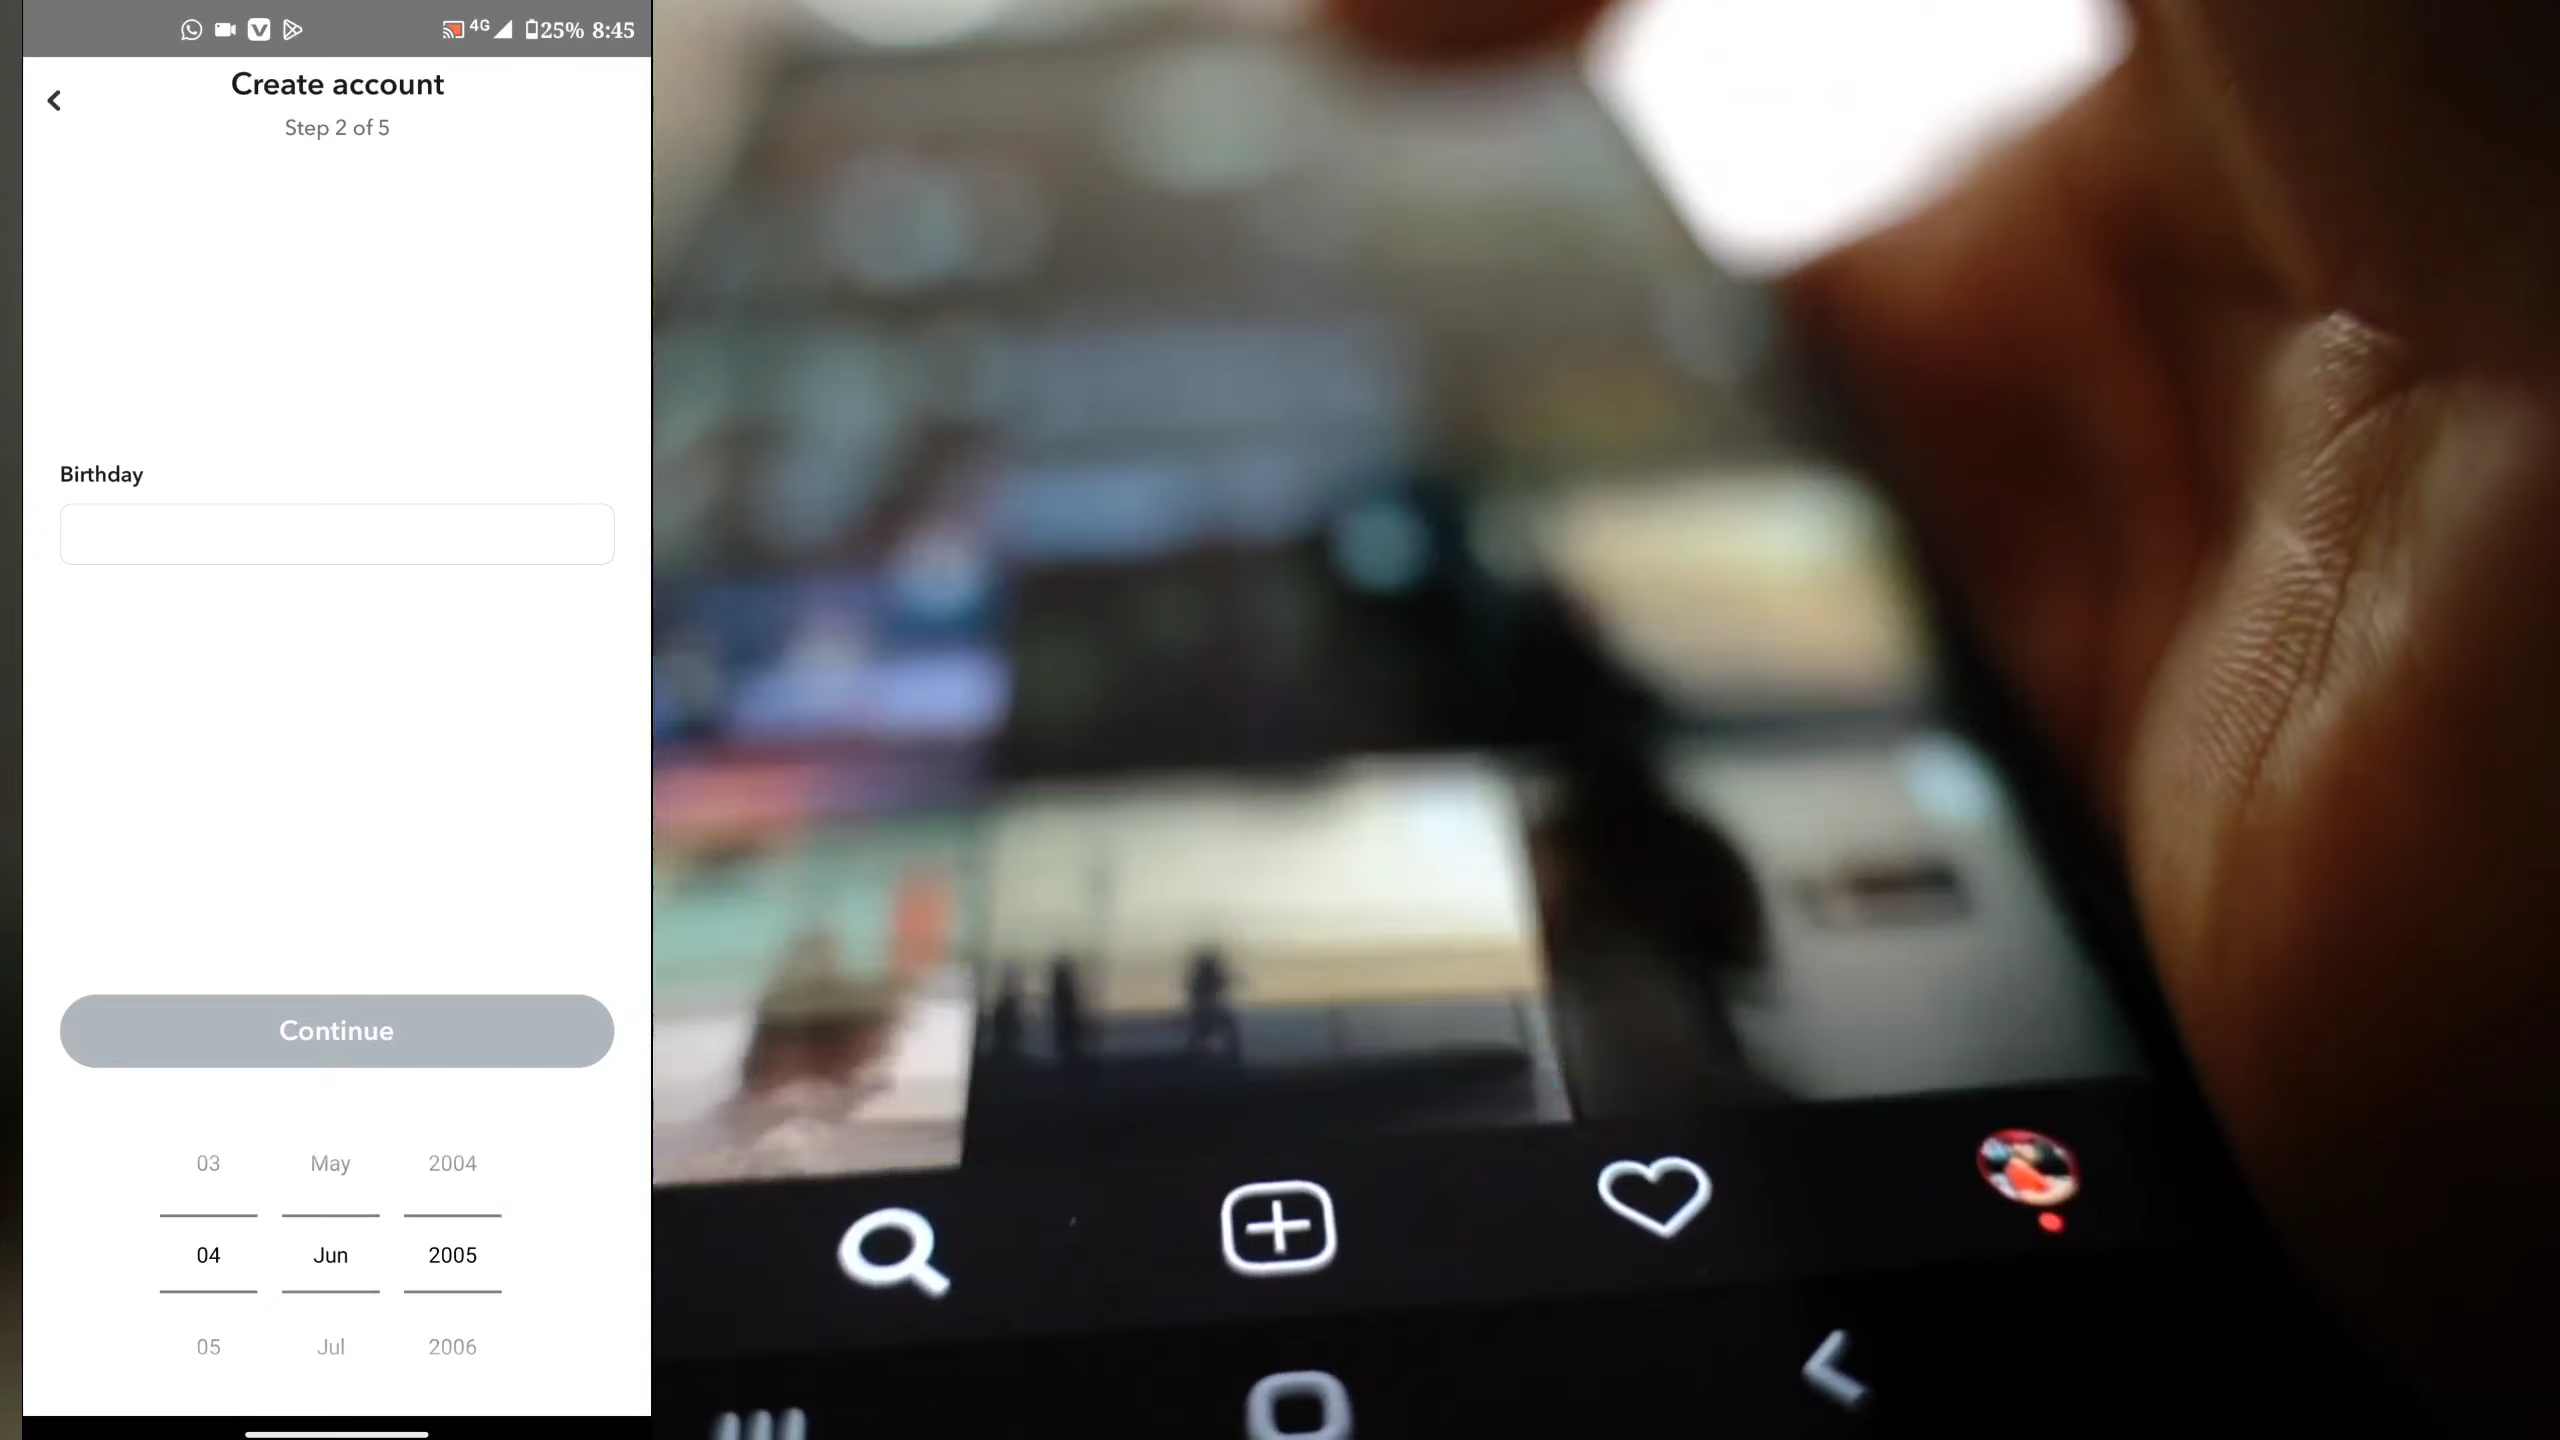 4G 25% 8:45
Create account
Step 2 of 5
Birthday
Continue
03 May 2004
04 Jun 2005
05 Jul 2006